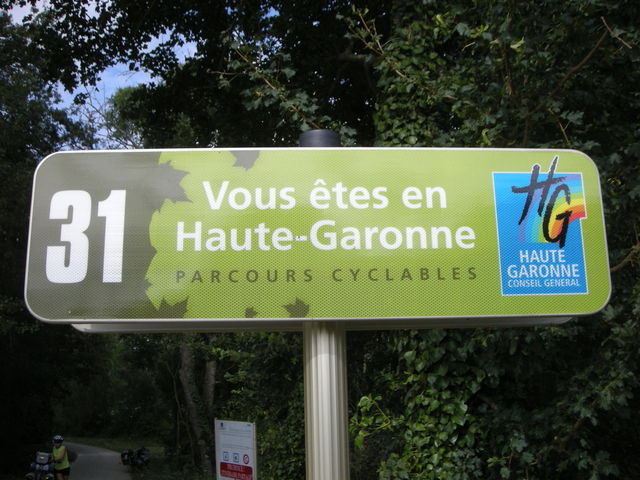 31
Vous êtes en
Haute-Garonne
PARCOURS CYCLABLES
HG
HAUTE
GARONNE
CONSEIL GENERAL